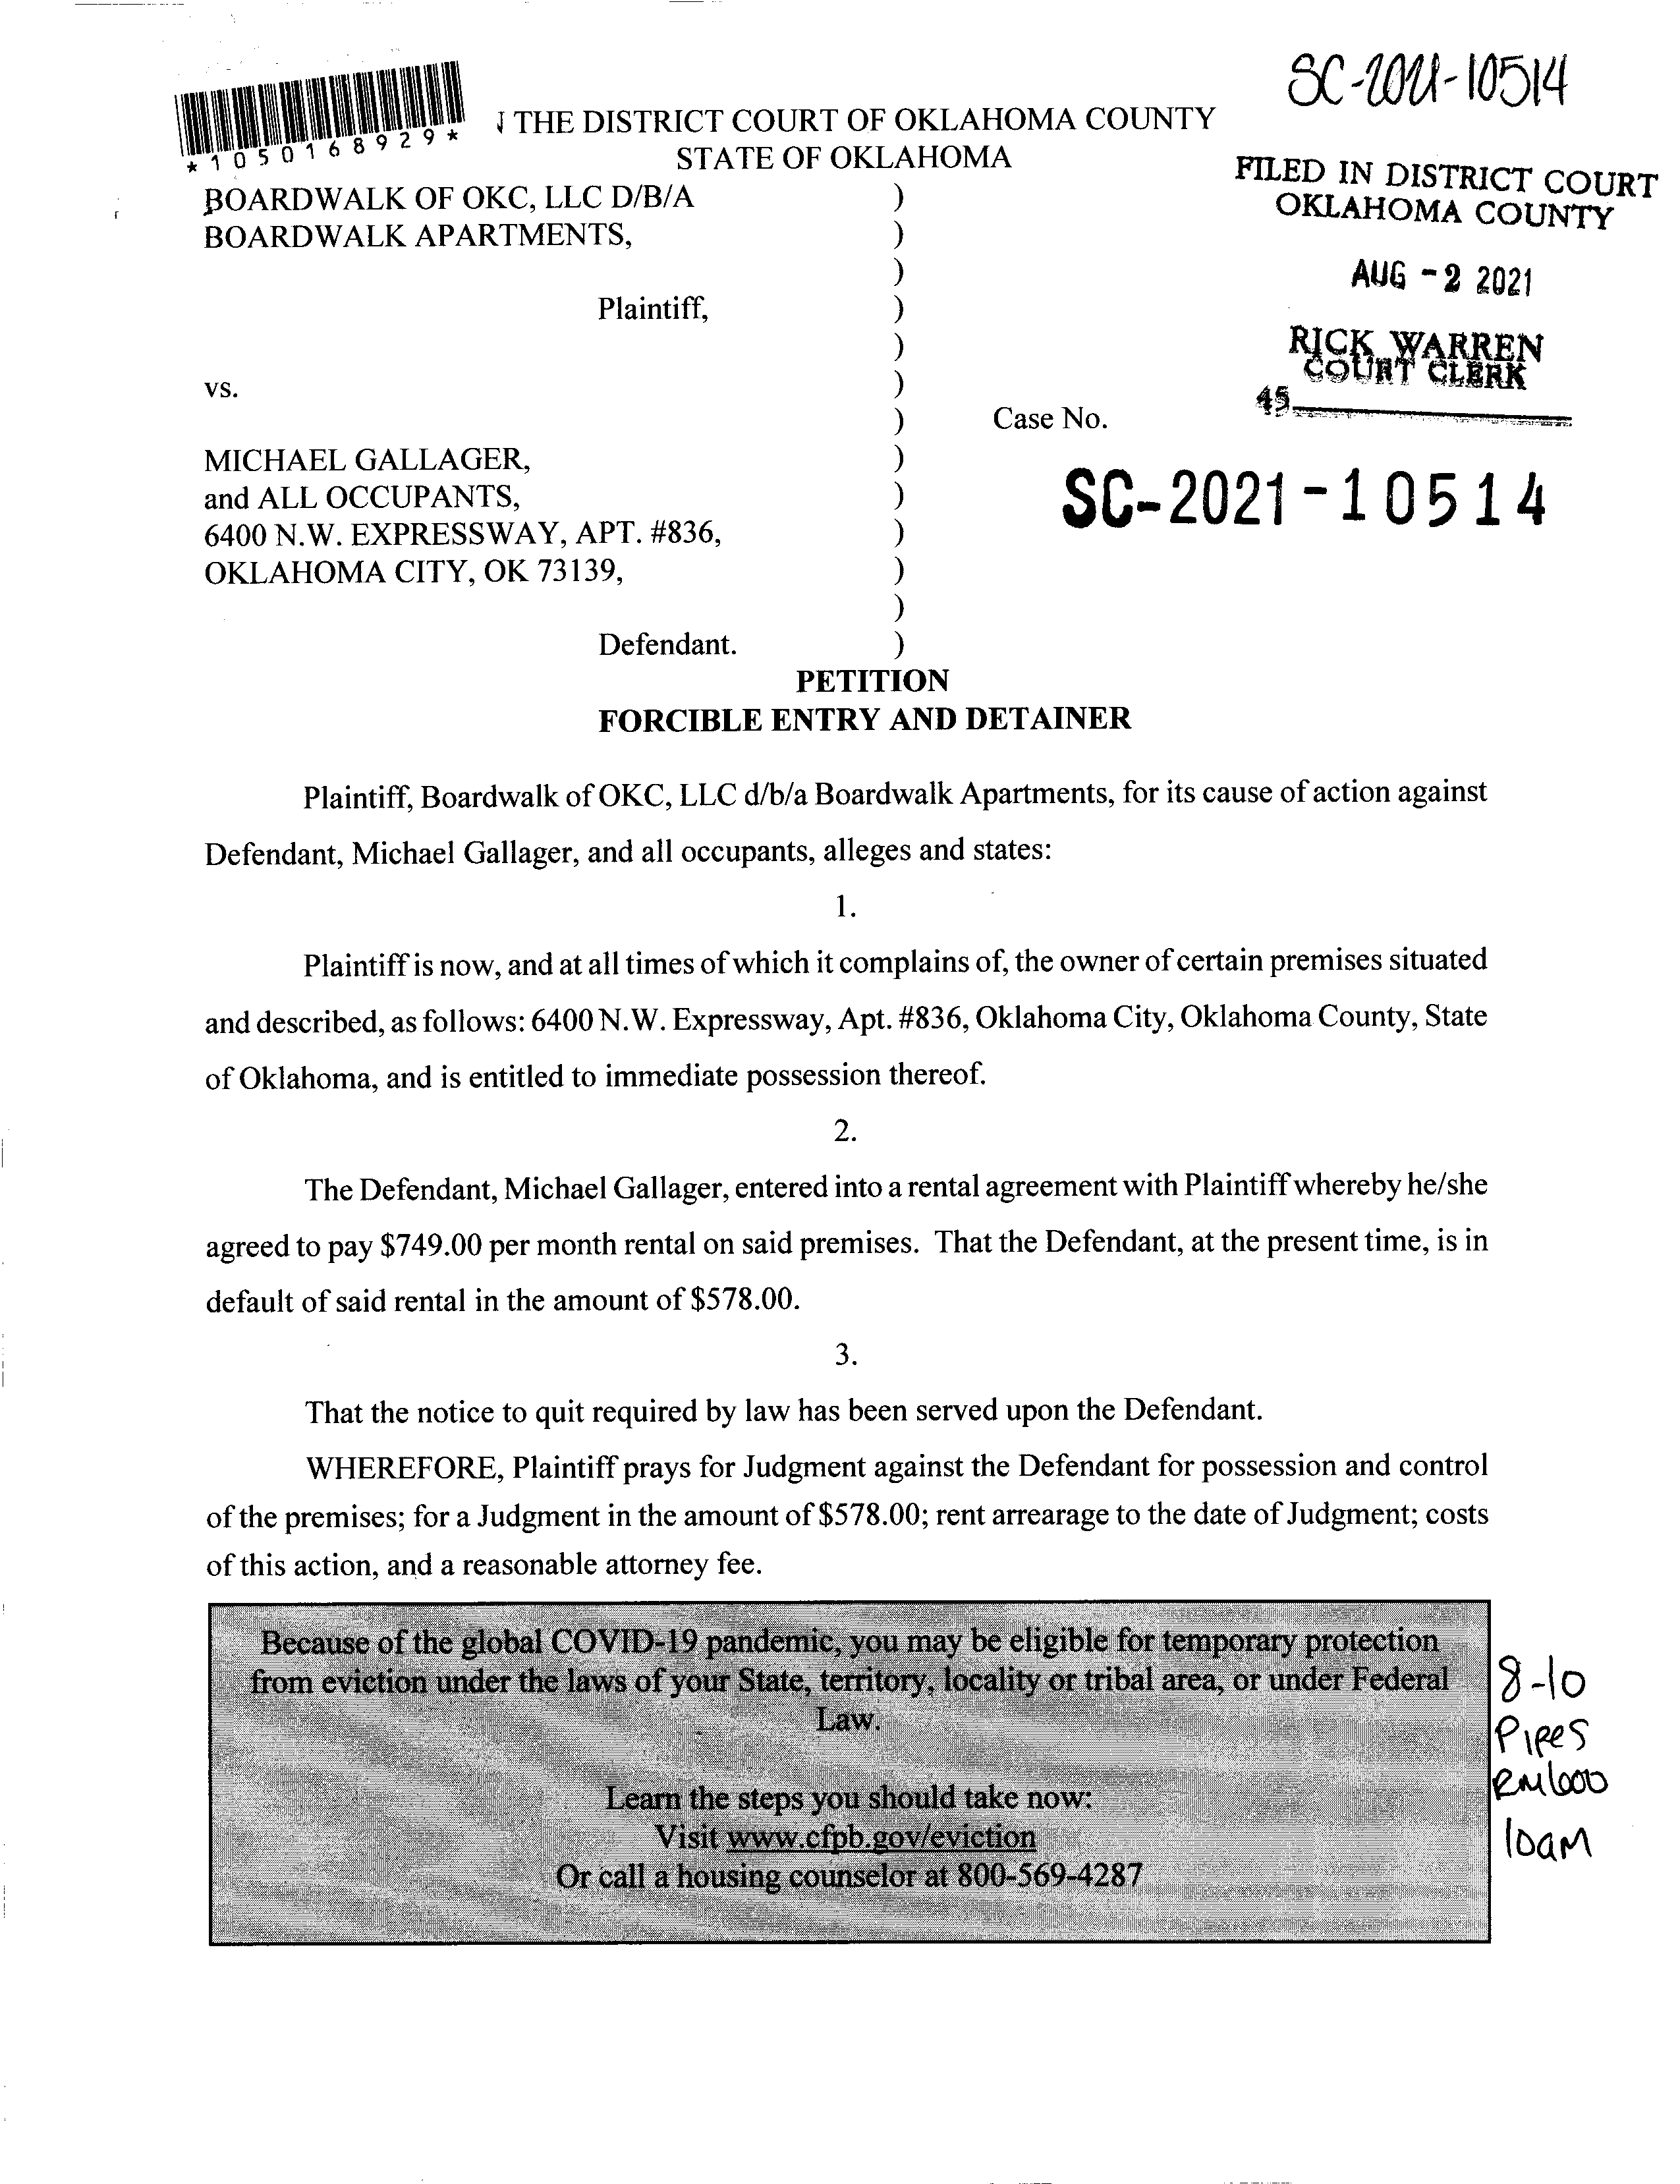 SC-2021-10514
*1050168929*
THE DISTRICT COURT OF OKLAHOMA COUNTY
STATE OF OKLAHOMA
FILED IN DISTRICT COURT
OKLAHOMA COUNTY
AUG -2 2021
RICK WARREN
COURT CLERK
45
BOARDWALK OF OKC, LLC D/B/A )
BOARDWALK APARTMENTS, )
)
Plaintiff, )
)
vs. )
) Case No.
MICHAEL GALLAGER, )
and ALL OCCUPANTS, ) SC-2021-10514
6400 N.W. EXPRESSWAY, APT. #836, )
OKLAHOMA CITY, OK 73139, )
)
Defendant. )
PETITION
FORCIBLE ENTRY AND DETAINER
Plaintiff, Boardwalk of OKC, LLC d/b/a Boardwalk Apartments, for its cause of action against
Defendant, Michael Gallager, and all occupants, alleges and states:
1.
Plaintiff is now, and at all times of which it complains of, the owner of certain premises situated
and described, as follows: 6400 N.W. Expressway, Apt. #836, Oklahoma City, Oklahoma County, State
of Oklahoma, and is entitled to immediate possession thereof.
2.
The Defendant, Michael Gallager, entered into a rental agreement with Plaintiff whereby he/she
agreed to pay $749.00 per month rental on said premises. That the Defendant, at the present time, is in
default of said rental in the amount of $578.00.
3.
That the notice to quit required by law has been served upon the Defendant.
WHEREFORE, Plaintiff prays for Judgment against the Defendant for possession and control
of the premises; for a Judgment in the amount of $578.00; rent arrearage to the date of Judgment; costs
of this action, and a reasonable attorney fee.
Because of the global COVID-19 pandemic, you may be eligible for temporary protection
from eviction under the laws of your State, territory, locality or tribal area, or under Federal
Law.
Learn the steps you should take now:
Visit www.cfpb.gov/eviction
Or call a housing counselor at 800-569-4287
8-10
Pipes
RM 600
10am